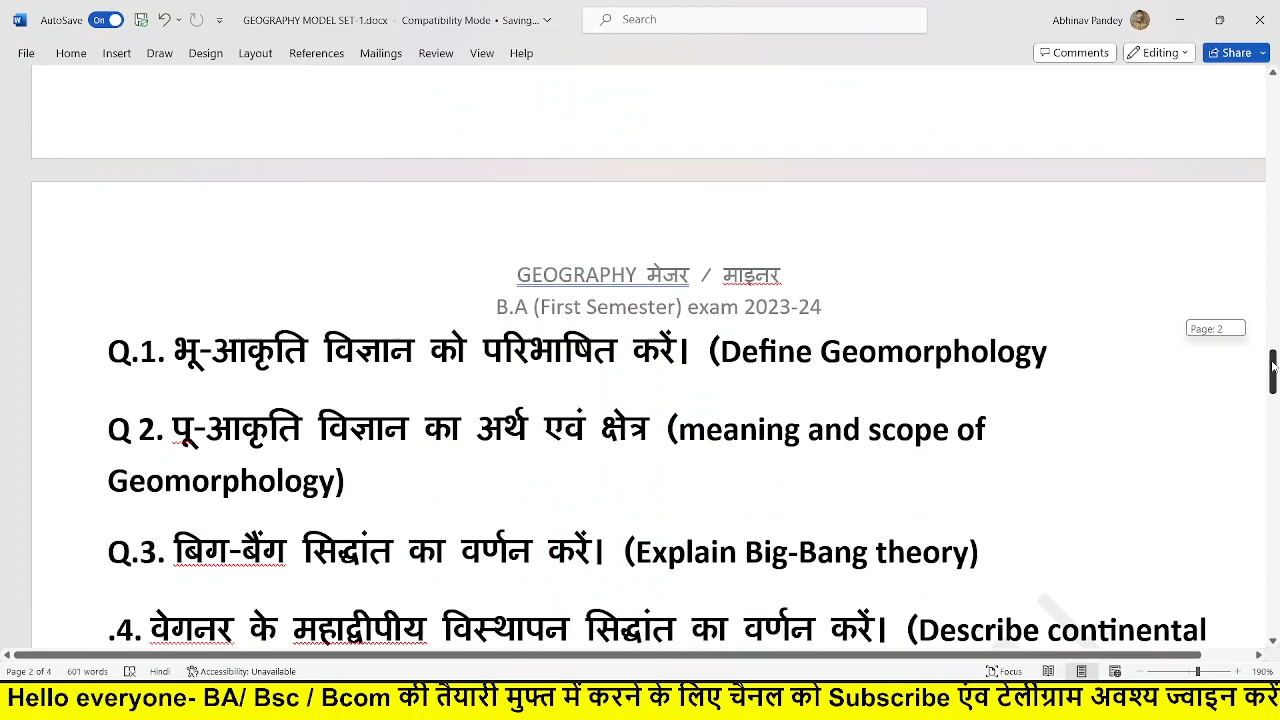 AutoSave On GEOGRAPHY MODEL SET-1.docx - Compatibility Mode • Saving... Search Abhinav Pandey
File Home Insert Draw Design Layout References Mailings Review View Help Comments Editing Share
GEOGRAPHY मेजर / माइनर
B.A (First Semester) exam 2023-24
Page: 2
Q.1. भू-आकृति विज्ञान को परिभाषित करें। (Define Geomorphology
Q 2. पू-आकृति विज्ञान का अर्थ एवं क्षेत्र (meaning and scope of
Geomorphology)
Q.3. बिग-बैंग सिद्धांत का वर्णन करें। (Explain Big-Bang theory)
.4. वेगनर के महाद्वीपीय विस्थापन सिद्धांत का वर्णन करें। (Describe continental
Page 2 of 4 601 words Hindi Accessibility: Unavailable Focus 190%
Hello everyone- BA/ Bsc / Bcom की तैयारी मुफ्त में करने के लिए चैनल को Subscribe एंव टेलीग्राम अवश्य ज्वाइन करें